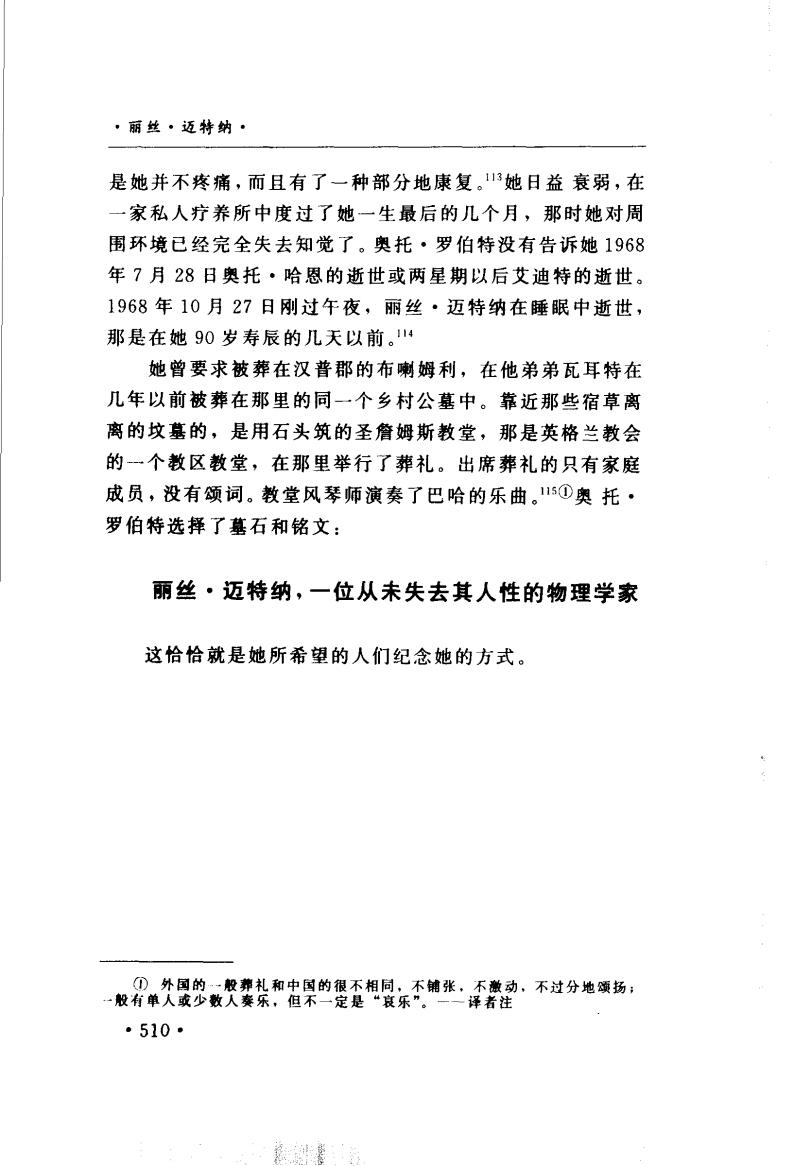 ·丽丝·迈特纳·
是她并不疼痛，而且有了一种部分地康复。113她日益 衰弱，在
一家私人疗养所中度过了她一生最后的几个月，那时她对周
围环境已经完全失去知觉了。奥托·罗伯特没有告诉她 1968
年 7 月 28 日奥托·哈恩的逝世或两星期以后艾迪特的逝世。
1968 年 10 月 27 日刚过午夜，丽丝·迈特纳在睡眠中逝世，
那是在她 90 岁寿辰的几天以前。114
她曾要求被葬在汉普郡的布喇姆利，在他弟弟瓦耳特在
几年以前被葬在那里的同一个乡村公墓中。靠近那些宿草离
离的坟墓的，是用石头筑的圣詹姆斯教堂，那是英格兰教会
的一个教区教堂，在那里举行了葬礼。出席葬礼的只有家庭
成员，没有颂词。教堂风琴师演奏了巴哈的乐曲。115①奥 托·
罗伯特选择了墓石和铭文：
丽丝·迈特纳，一位从未失去其人性的物理学家
这恰恰就是她所希望的人们纪念她的方式。
① 外国的一般葬礼和中国的很不相同，不铺张，不激动，不过分地颂扬；
一般有单人或少数人奏乐，但不一定是“哀乐”。——译者注
·510·